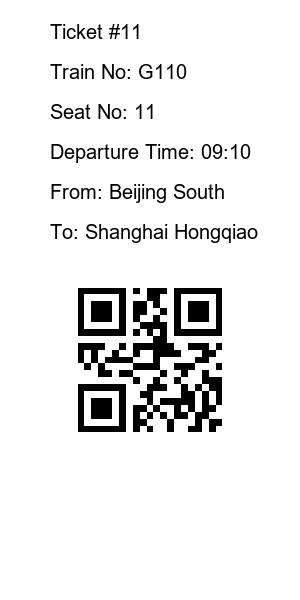 Ticket #11
Train No: G110
Seat No: 11
Departure Time: 09:10
From: Beijing South
To: Shanghai Hongqiao